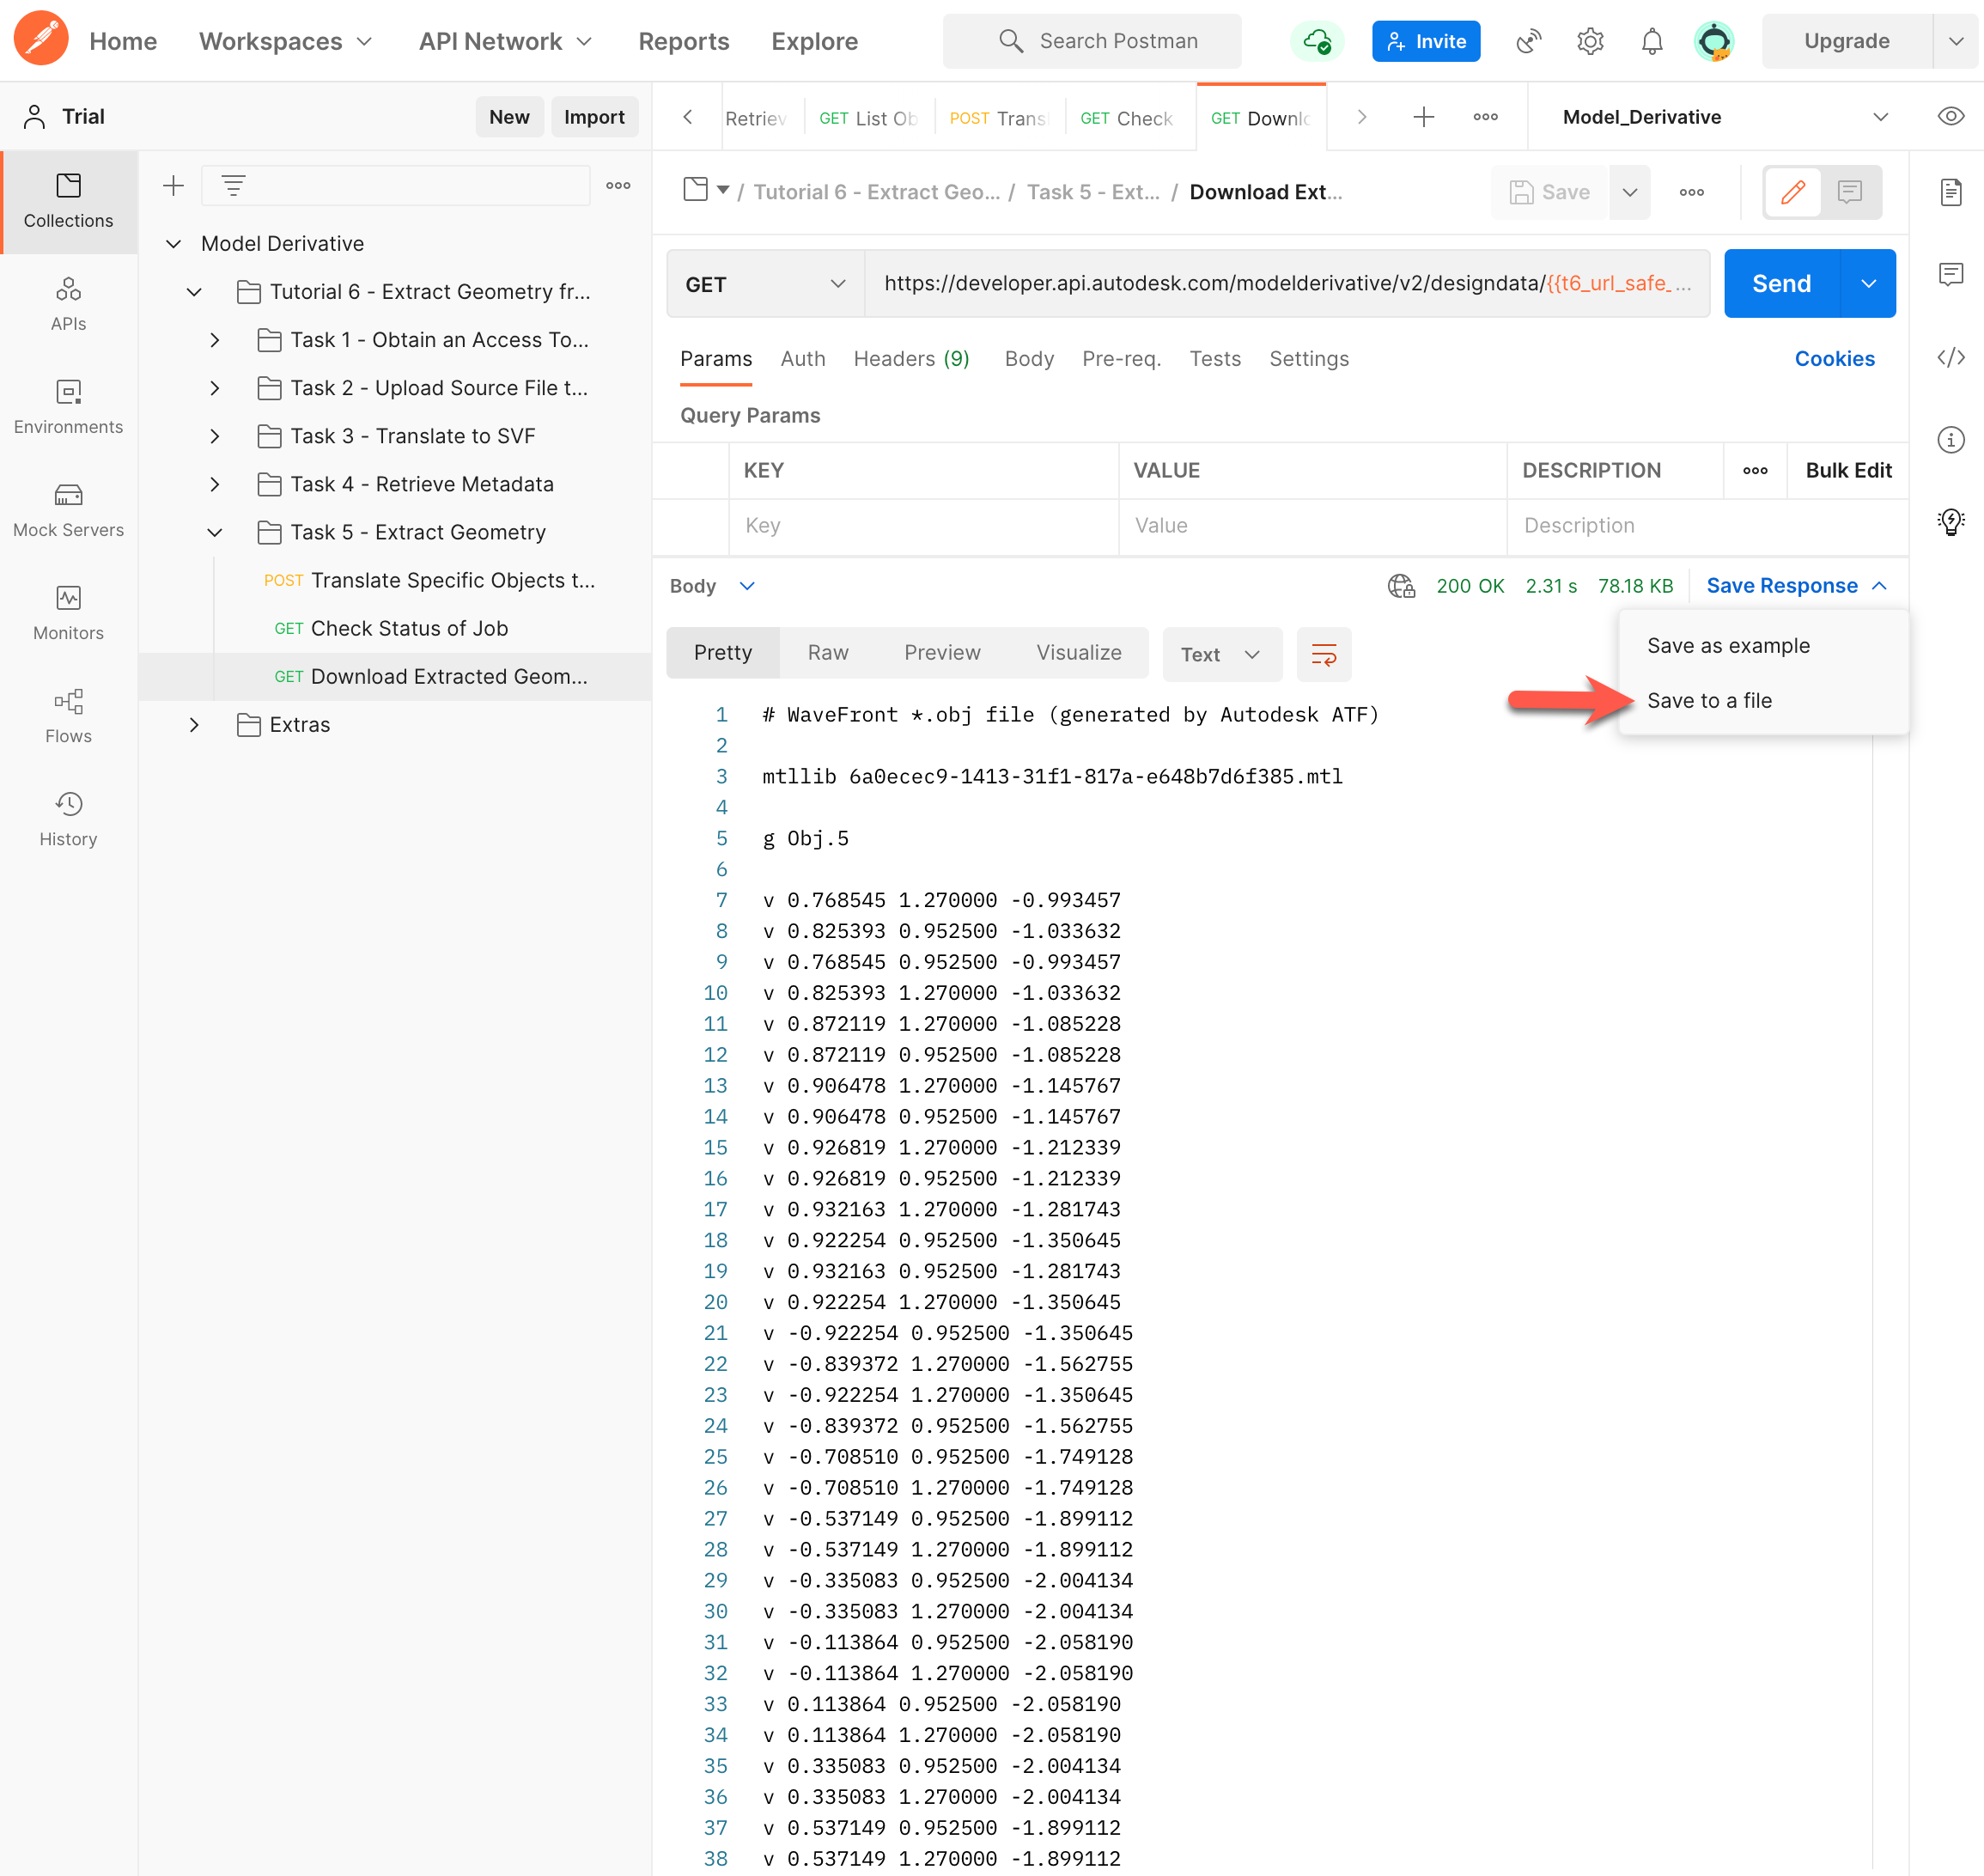 Home Workspaces API Network Reports Explore Search Postman Invite Upgrade
Trial New Import
Retriev GET List Ob POST Trans GET Check GET Downlo Model_Derivative
Collections
APIs
Environments
Mock Servers
Monitors
Flows
History
Model Derivative
Tutorial 6 - Extract Geometry fr...
Task 1 - Obtain an Access To...
Task 2 - Upload Source File t...
Task 3 - Translate to SVF
Task 4 - Retrieve Metadata
Task 5 - Extract Geometry
POST Translate Specific Objects t...
GET Check Status of Job
GET Download Extracted Geom...
Extras
/ Tutorial 6 - Extract Geo... / Task 5 - Ext... / Download Ext... Save
GET https://developer.api.autodesk.com/modelderivative/v2/designdata/{{t6_url_safe_... Send
Params Auth Headers (9) Body Pre-req. Tests Settings Cookies
Query Params
KEY VALUE DESCRIPTION Bulk Edit
Key Value Description
Body 200 OK 2.31 s 78.18 KB Save Response
Save as example
Save to a file
Pretty Raw Preview Visualize Text
1 # WaveFront *.obj file (generated by Autodesk ATF)
2
3 mtllib 6a0ecec9-1413-31f1-817a-e648b7d6f385.mtl
4
5 g Obj.5
6
7 v 0.768545 1.270000 -0.993457
8 v 0.825393 0.952500 -1.033632
9 v 0.768545 0.952500 -0.993457
10 v 0.825393 1.270000 -1.033632
11 v 0.872119 1.270000 -1.085228
12 v 0.872119 0.952500 -1.085228
13 v 0.906478 1.270000 -1.145767
14 v 0.906478 0.952500 -1.145767
15 v 0.926819 1.270000 -1.212339
16 v 0.926819 0.952500 -1.212339
17 v 0.932163 1.270000 -1.281743
18 v 0.922254 0.952500 -1.350645
19 v 0.932163 0.952500 -1.281743
20 v 0.922254 1.270000 -1.350645
21 v -0.922254 0.952500 -1.350645
22 v -0.839372 1.270000 -1.562755
23 v -0.922254 1.270000 -1.350645
24 v -0.839372 0.952500 -1.562755
25 v -0.708510 0.952500 -1.749128
26 v -0.708510 1.270000 -1.749128
27 v -0.537149 0.952500 -1.899112
28 v -0.537149 1.270000 -1.899112
29 v -0.335083 0.952500 -2.004134
30 v -0.335083 1.270000 -2.004134
31 v -0.113864 0.952500 -2.058190
32 v -0.113864 1.270000 -2.058190
33 v 0.113864 0.952500 -2.058190
34 v 0.113864 1.270000 -2.058190
35 v 0.335083 0.952500 -2.004134
36 v 0.335083 1.270000 -2.004134
37 v 0.537149 0.952500 -1.899112
38 v 0.537149 1.270000 -1.899112